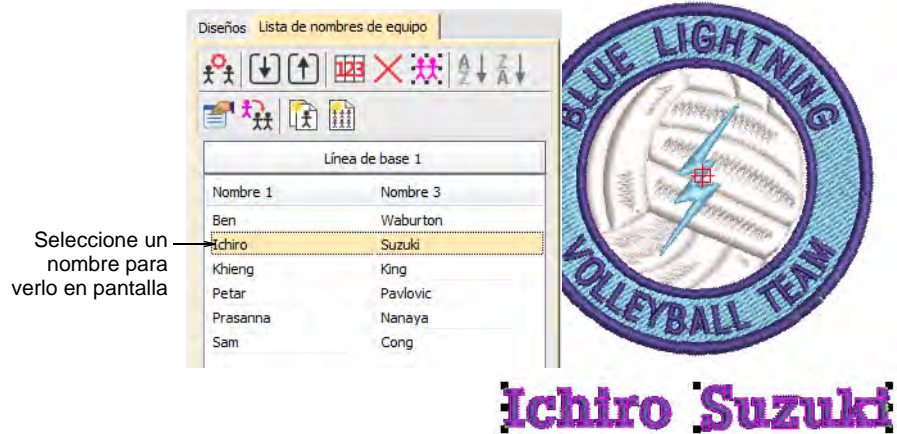 Diseños Lista de nombres de equipo
123
A
Z
Z
A
Línea de base 1
Nombre 1 Nombre 3
Ben Waburton
Ichiro Suzuki
Khieng King
Petar Pavlovic
Prasanna Nanaya
Sam Cong
Seleccione un
nombre para
verlo en pantalla
BLUE LIGHTNING
VOLLEYBALL TEAM
Ichiro Suzuki